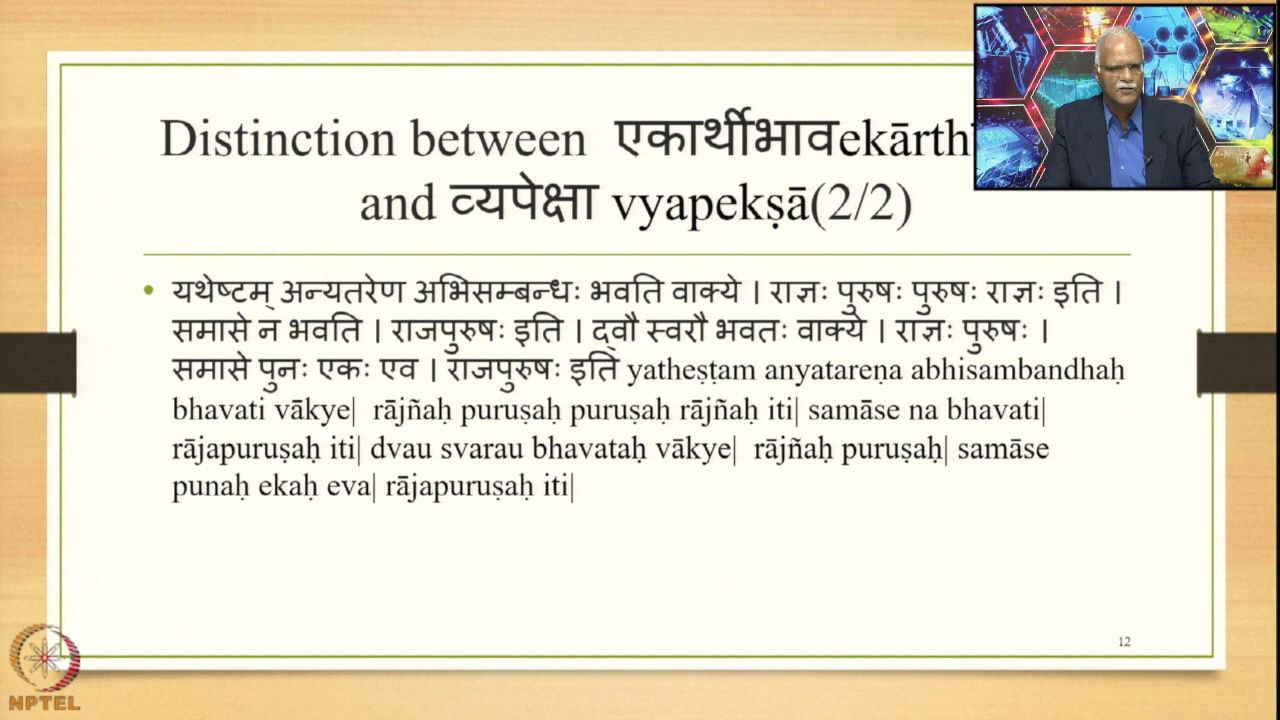 Distinction between एकार्थीभावekārth
and व्यपेक्षा vyapekṣā(2/2)
• यथेष्टम् अन्यतरेण अभिसम्बन्धः भवति वाक्ये । राज्ञः पुरुषः पुरुषः राज्ञः इति ।
समासे न भवति । राजपुरुषः इति । द्वौ स्वरौ भवतः वाक्ये । राज्ञः पुरुषः ।
समासे पुनः एकः एव । राजपुरुषः इति yatheṣṭam anyatareṇa abhisambandhaḥ
bhavati vākye| rājñaḥ puruṣaḥ puruṣaḥ rājñaḥ iti| samāse na bhavati|
rājapuruṣaḥ iti| dvau svarau bhavataḥ vākye| rājñaḥ puruṣaḥ| samāse
punaḥ ekaḥ eva| rājapuruṣaḥ iti|
12
NPTEL